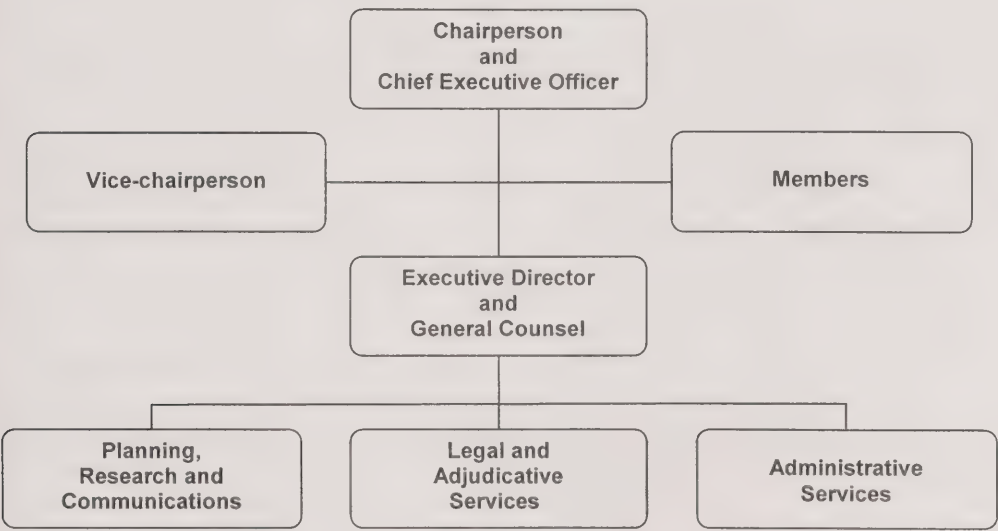 Chairperson
and
Chief Executive Officer
Vice-chairperson
Members
Executive Director
and
General Counsel
Planning,
Research and
Communications
Legal and
Adjudicative
Services
Administrative
Services